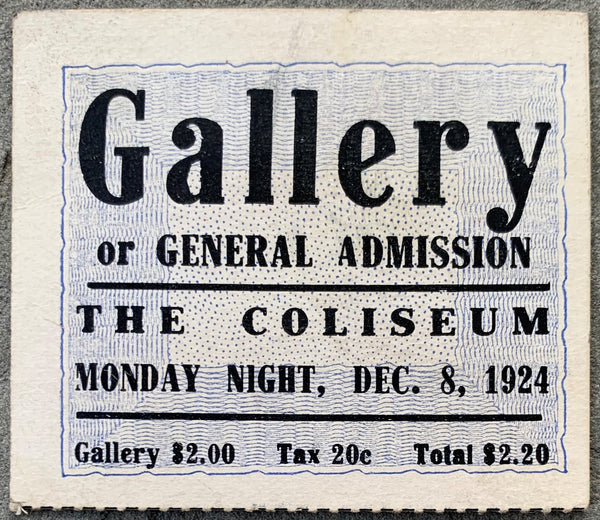 Gallery
or GENERAL ADMISSION
THE COLISEUM
MONDAY NIGHT, DEC. 8, 1924
Gallery $2.00 Tax 20c Total $2.20